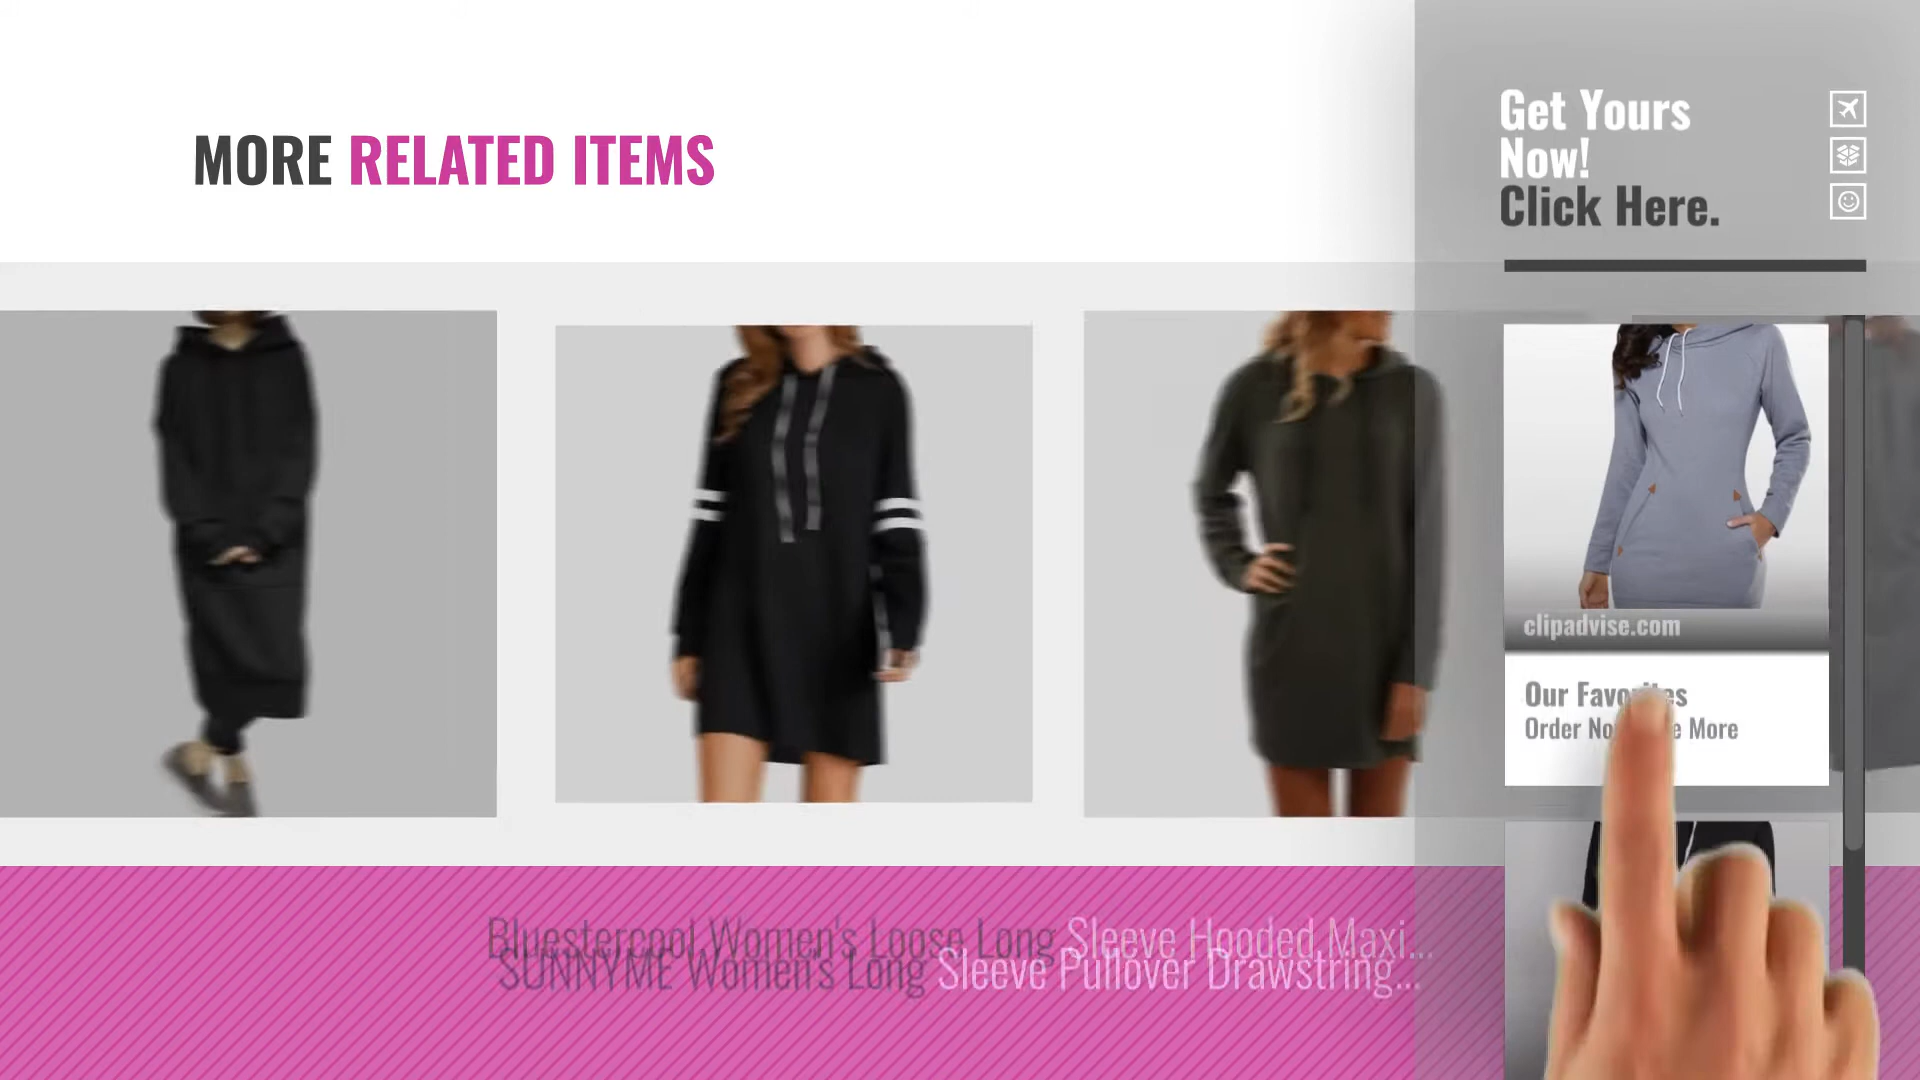 MORE RELATED ITEMS
Get Yours
Now!
Click Here.
clipadvise.com
Our Favorites
Order No e More
Bluestercool Women's Loose Long Sleeve Hooded Maxi...
SUNNYME Women's Long Sleeve Pullover Drawstring...